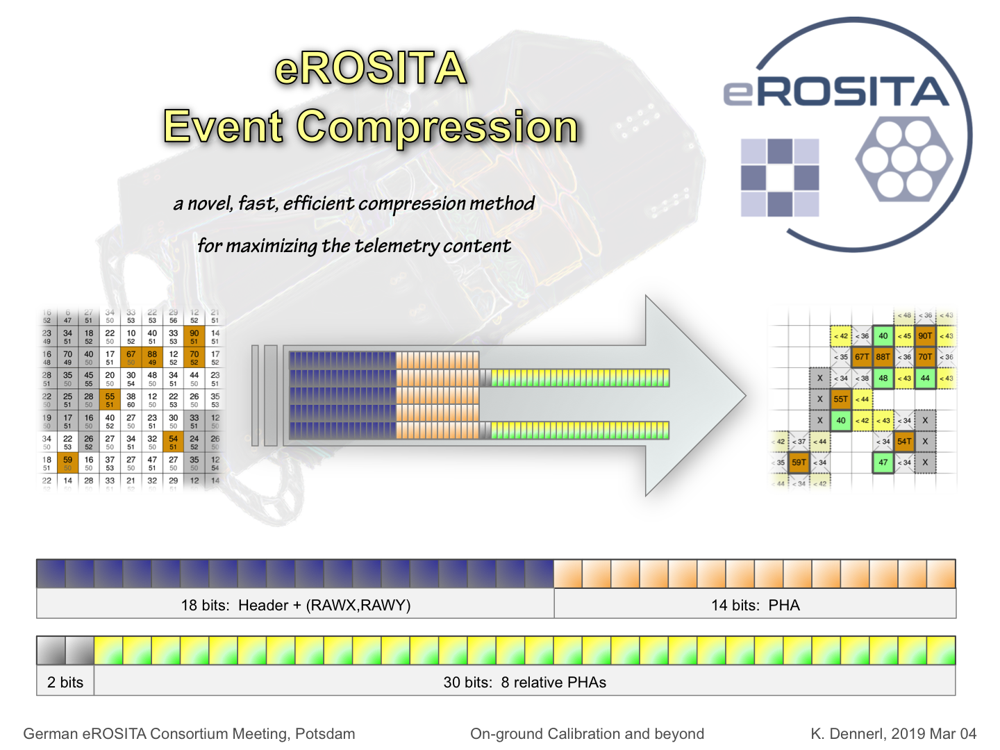 eROSITA
Event Compression
eROSITA
a novel, fast, efficient compression method
for maximizing the telemetry content
16 6 27 34 33 22 29 12 21
52 47 51 50 53 53 56 52 51
23 34 18 22 10 40 33 90 14
49 51 52 50 52 51 53 51 51
16 70 40 17 67 88 12 70 17
48 49 50 51 50 49 52 52 52
28 35 45 20 30 48 34 44 23
51 50 55 50 54 50 51 50 51
22 25 28 55 38 12 22 26 35
50 51 50 51 60 50 53 50 53
19 17 16 40 27 23 30 33 12
50 51 50 52 50 51 50 51 50
34 22 26 27 34 32 54 24 26
50 53 52 50 51 50 51 52 50
18 59 16 37 27 47 27 35 12
51 50 50 53 50 51 50 50 54
22 14 28 33 21 32 29 12 14
< 48 < 36 < 43
< 42 < 36 40 < 45 90T < 43
< 35 67T 88T < 36 70T < 36
X < 34 < 38 48 < 43 44 < 43
X 55T < 44
X 40 < 42 < 43 < 34 X
< 42 < 37 < 44 < 34 54T X
< 35 59T < 34 47 < 34 X
< 44 < 34 < 42
18 bits: Header + (RAWX,RAWY)
14 bits: PHA
2 bits
30 bits: 8 relative PHAs
German eROSITA Consortium Meeting, Potsdam
On-ground Calibration and beyond
K. Dennerl, 2019 Mar 04